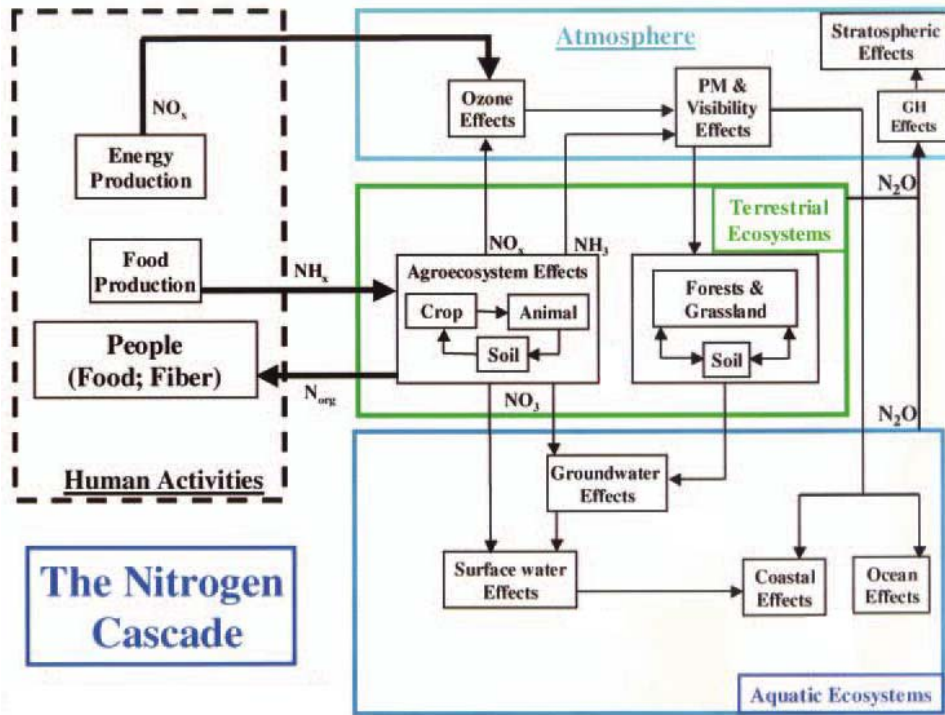 Atmosphere
Stratospheric
Effects
NOₓ
Ozone
Effects
PM &
Visibility
Effects
GH
Effects
Energy
Production
N₂O
Terrestrial
Ecosystems
NOₓ
NH₃
Food
Production
NHₓ
Agroecosystem Effects
Crop
Animal
Soil
Forests &
Grassland
Soil
People
(Food; Fiber)
N_org
NO₃
N₂O
Human Activities
Groundwater
Effects
The Nitrogen
Cascade
Surface water
Effects
Coastal
Effects
Ocean
Effects
Aquatic Ecosystems